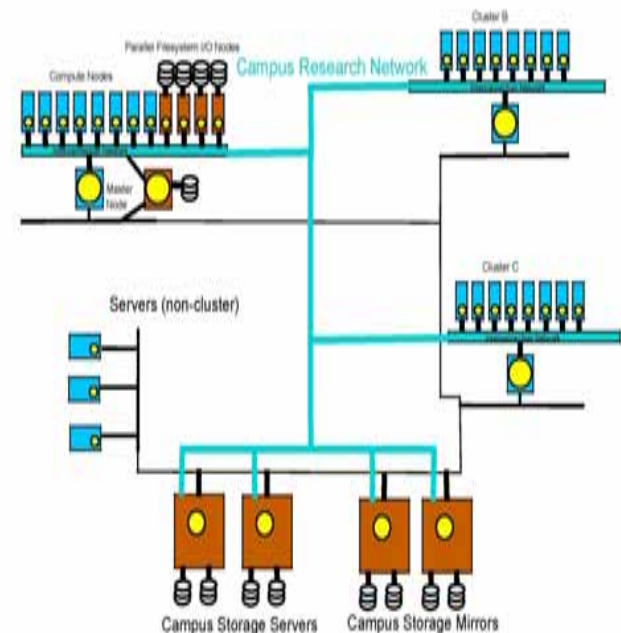 Cluster B
Parallel Filesystem I/O Nodes
Campus Research Network
Compute Nodes
Master
Node
Cluster C
Servers (non-cluster)
Campus Storage Servers
Campus Storage Mirrors